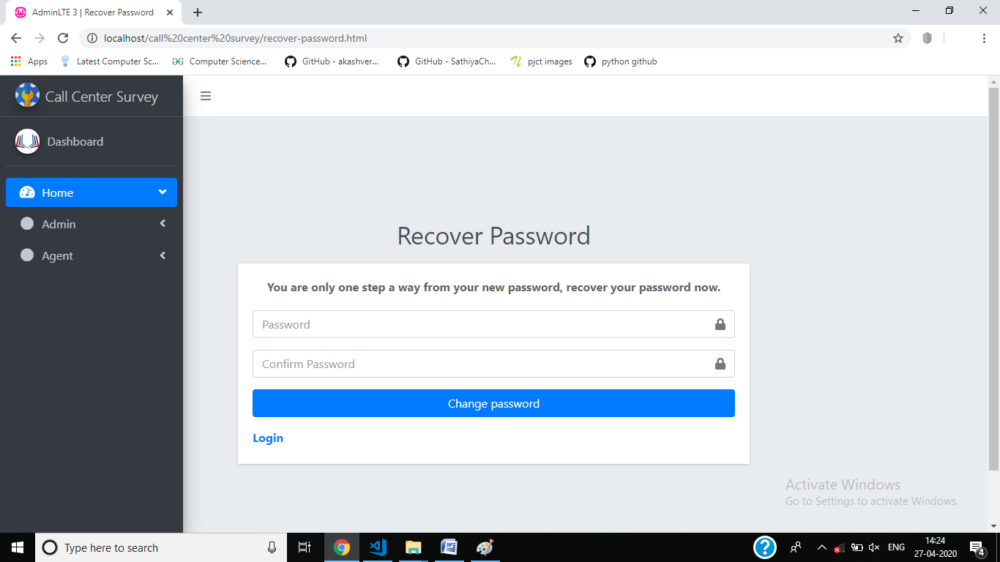 AdminLTE 3 | Recover Password
localhost/call%20center%20survey/recover-password.html
Apps Latest Computer Sc... Computer Science... GitHub - akashver... GitHub - SathiyaCh... pjct images python github
Call Center Survey
Dashboard
Home
Admin
Agent
Recover Password
You are only one step a way from your new password, recover your password now.
Password
Confirm Password
Change password
Login
Activate Windows
Go to Settings to activate Windows.
Type here to search
ENG
14:24
27-04-2020
4